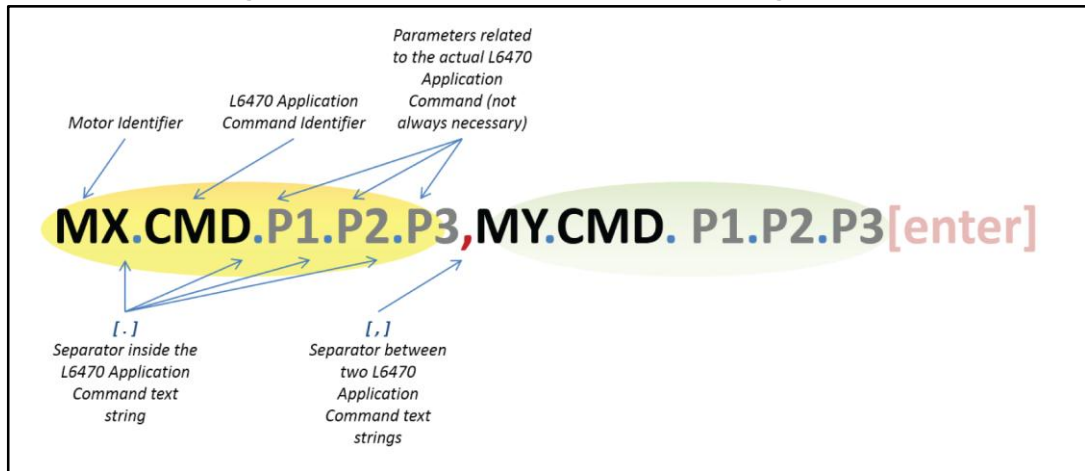 Parameters related
to the actual L6470
Application
Command (not
always necessary)
L6470 Application
Command Identifier
Motor Identifier
MX.CMD.P1.P2.P3,MY.CMD. P1.P2.P3[enter]
[.]
Separator inside the
L6470 Application
Command text
string
[,]
Separator between
two L6470
Application
Command text
strings